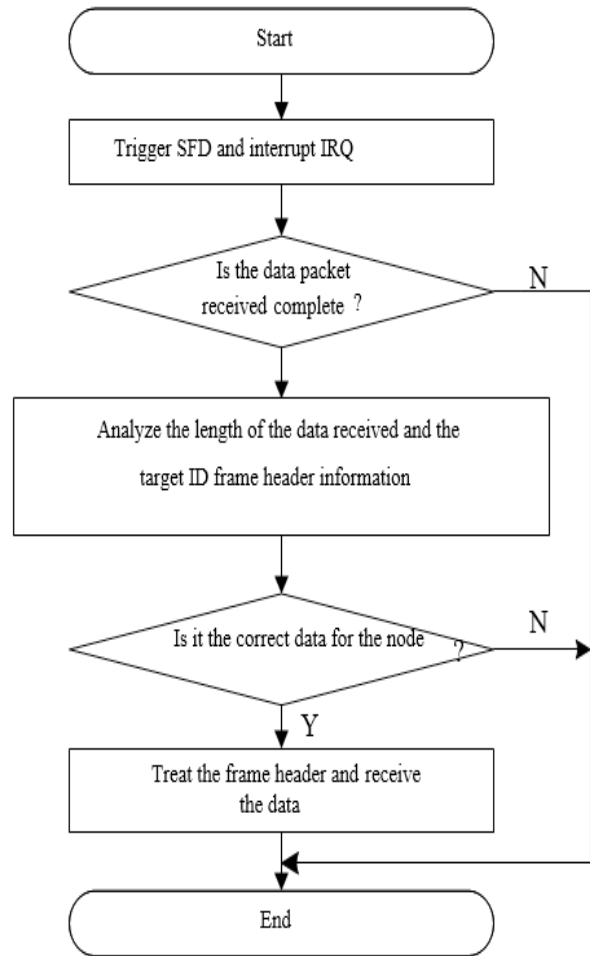 Start
Trigger SFD and interrupt IRQ
Is the data packet
received complete ?
N
Analyze the length of the data received and the
target ID frame header information
Is it the correct data for the node ?
N
Y
Treat the frame header and receive
the data
End